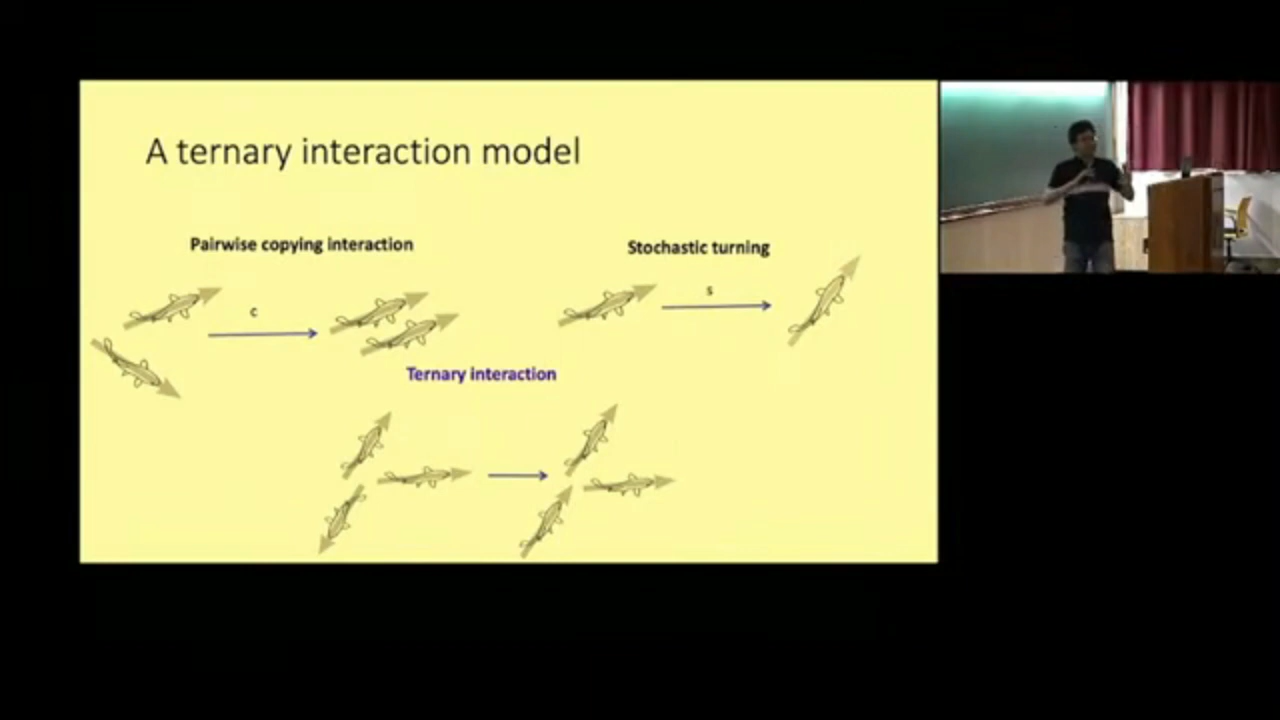 A ternary interaction model
Pairwise copying interaction
Stochastic turning
c
s
Ternary interaction